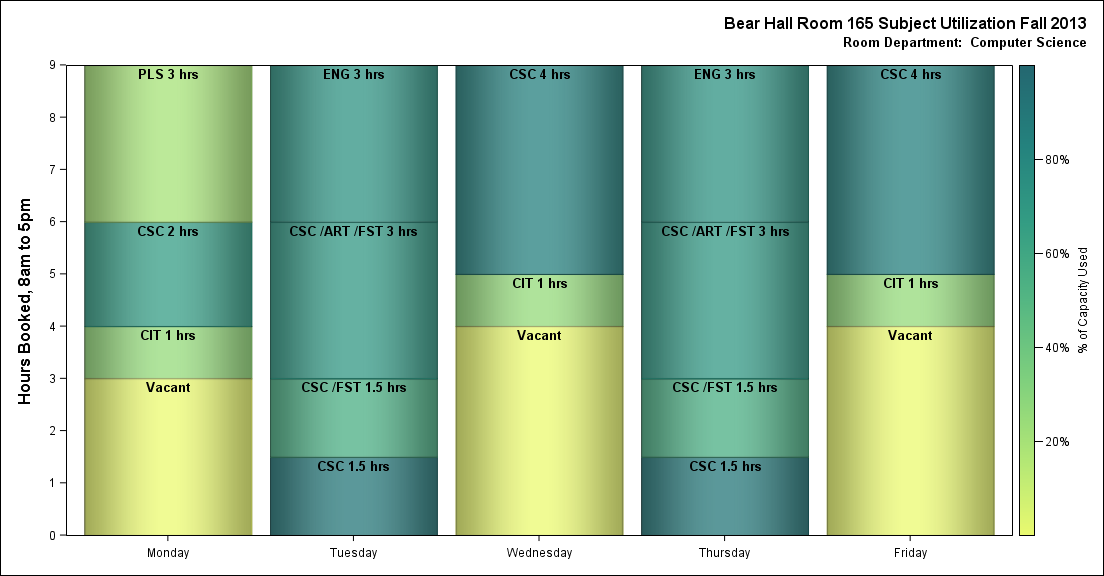 Bear Hall Room 165 Subject Utilization Fall 2013
Room Department:  Computer Science
Hours Booked, 8am to 5pm
9
8
7
6
5
4
3
2
1
0
PLS 3 hrs
CSC 2 hrs
CIT 1 hrs
Vacant
Monday
ENG 3 hrs
CSC /ART /FST 3 hrs
CSC /FST 1.5 hrs
CSC 1.5 hrs
Tuesday
CSC 4 hrs
CIT 1 hrs
Vacant
Wednesday
ENG 3 hrs
CSC /ART /FST 3 hrs
CSC /FST 1.5 hrs
CSC 1.5 hrs
Thursday
CSC 4 hrs
CIT 1 hrs
Vacant
Friday
80%
60%
40%
20%
% of Capacity Used